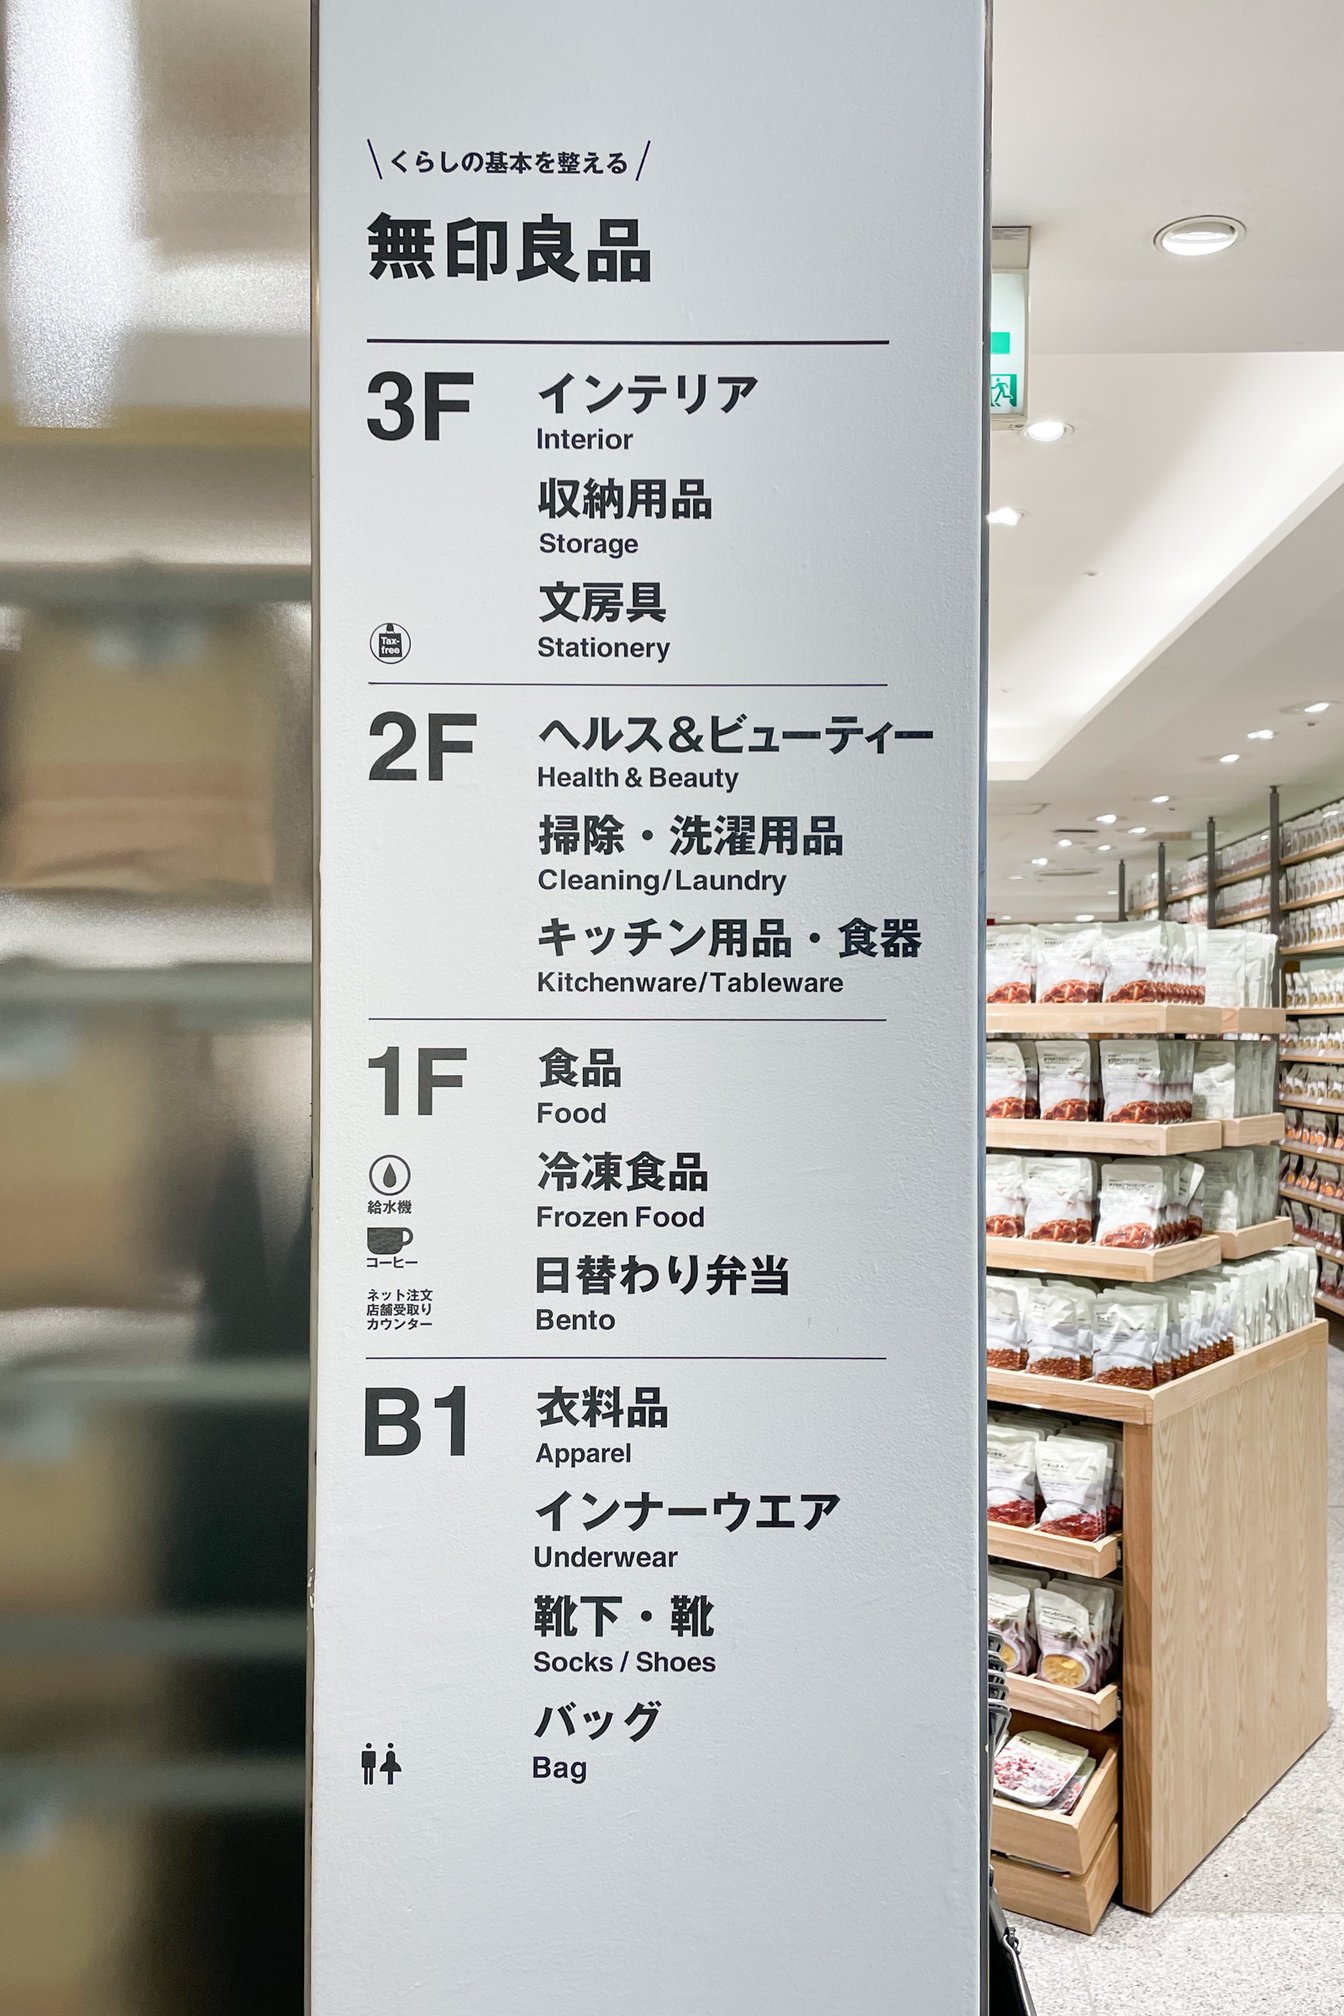 \くらしの基本を整える/
無印良品
3F
インテリア
Interior
収納用品
Storage
文房具
Stationery
Tax-
free
2F
ヘルス&ビューティー
Health & Beauty
掃除・洗濯用品
Cleaning/Laundry
キッチン用品・食器
Kitchenware/Tableware
1F
食品
Food
冷凍食品
Frozen Food
日替わり弁当
Bento
給水機
コーヒー
ネット注文
店舗受取り
カウンター
B1
衣料品
Apparel
インナーウエア
Underwear
靴下・靴
Socks / Shoes
バッグ
Bag